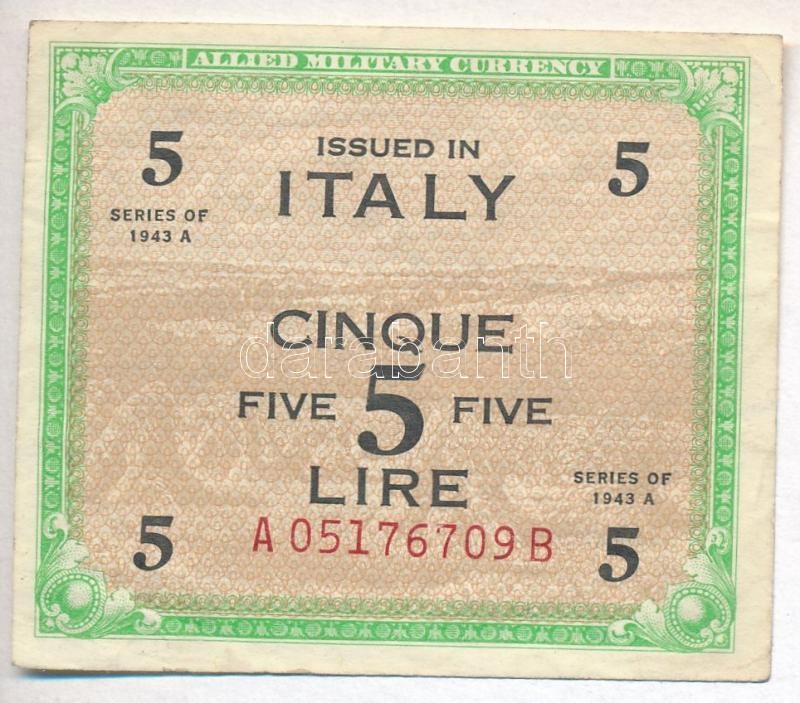 ALLIED MILITARY CURRENCY
5 ISSUED IN 5
ITALY
SERIES OF
1943 A
CINQUE
darabanth
FIVE 5 FIVE
LIRE
SERIES OF
1943 A
A 05176709 B
5 5